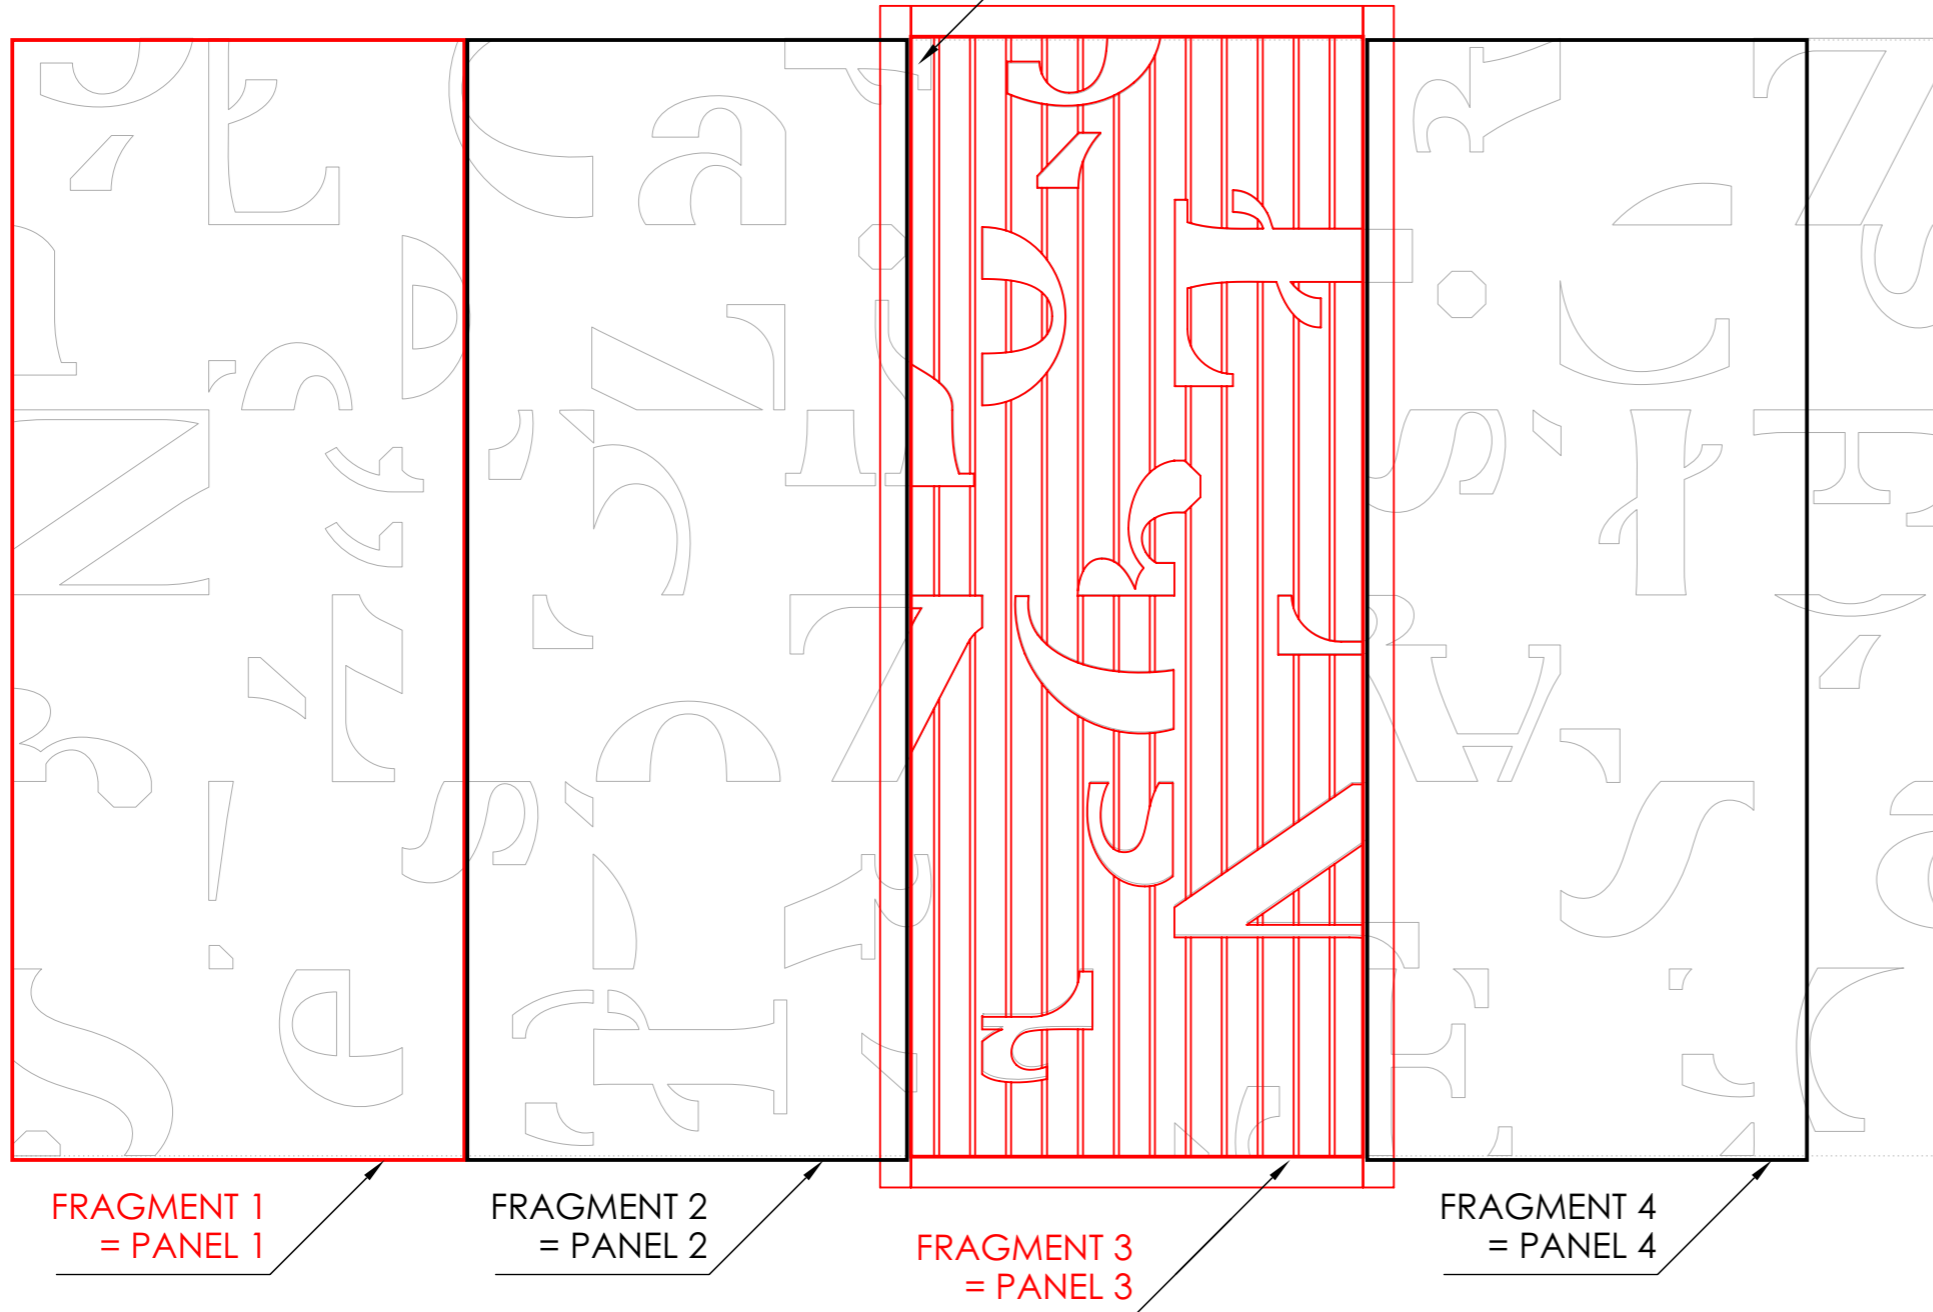 FRAGMENT 1
= PANEL 1
FRAGMENT 2
= PANEL 2
FRAGMENT 3
= PANEL 3
FRAGMENT 4
= PANEL 4